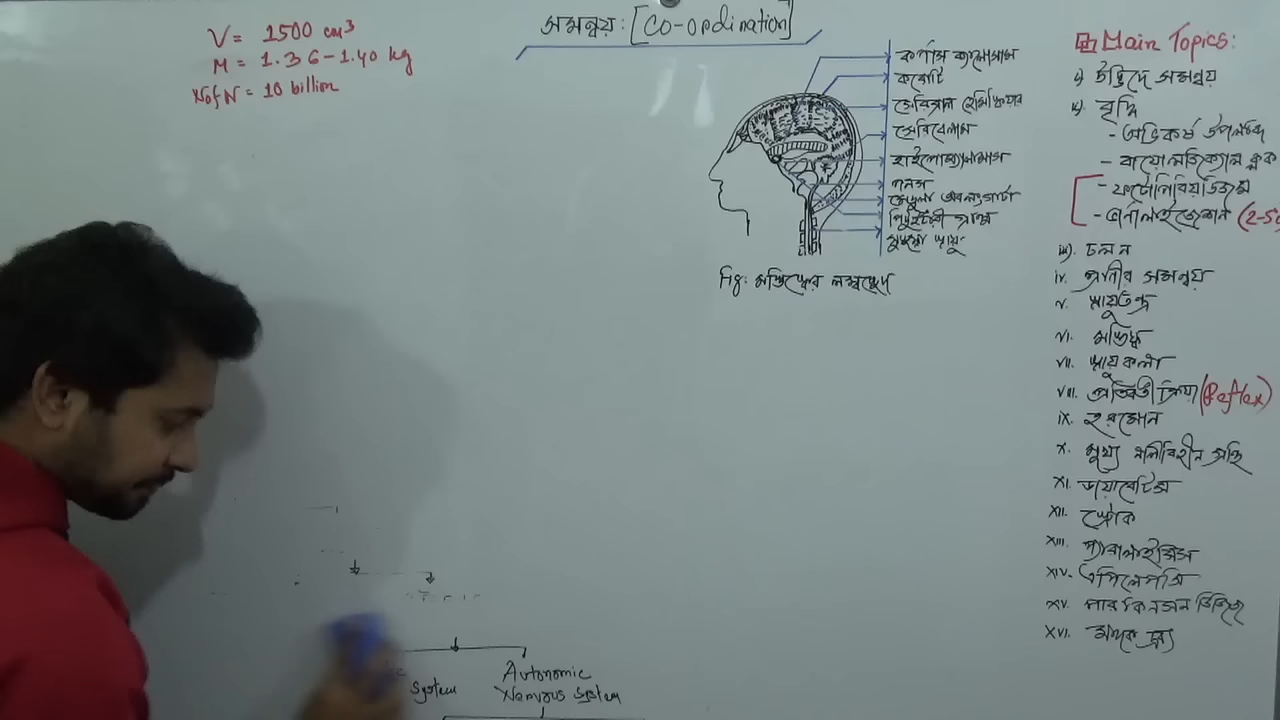 সমন্বয়: [Co-ordination]
V = 1500 cm³
M = 1.36-1.40 kg
No of N = 10 billion
কর্পাস ক্যালোসাম
করোটি
সেরিব্রাল হেমিস্ফিয়ার
সেরিবেলাম
হাইপোথ্যালামাস
পনস
মেডুলা অবলংগাটা
পিটুইটারী গ্রন্থি
সুষুম্না স্নায়ু
Fig: মস্তিষ্কের লম্বচ্ছেদ
Main Topics:
i) উদ্ভিদে সমন্বয়
ii) বৃদ্ধি
- অভিকর্ষ উপলব্ধি
- বায়োলজিক্যাল ক্লক
- ফটোপিরিয়ডিজম
- ভার্নালাইজেশন (2-5
iii). চলন
iv. প্রাণীর সমন্বয়
v. স্নায়ুতন্ত্র
vi. মস্তিষ্ক
vii. স্নায়ুকলা
viii. প্রতিবর্তী ক্রিয়া (Reflex)
ix. হরমোন
x. মুখ্য নালিবিহীন গ্রন্থি
xi. ডায়াবেটিস
xii. স্ট্রোক
xiii. প্যারালাইসিস
xiv. এপিলেপসি
xv. পারকিনসন ডিজিজ
xvi. মাদক দ্রব্য
System
Autonomic
Nervous System